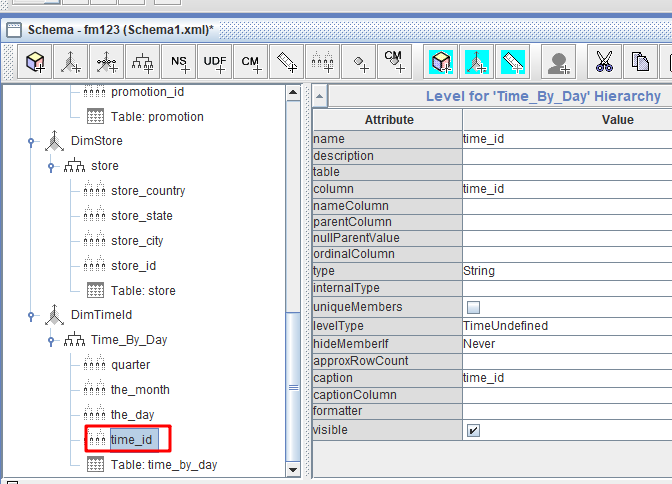 Schema - fm123 (Schema1.xml)*
NS UDF CM CM
promotion_id
Table: promotion
DimStore
store
store_country
store_state
store_city
store_id
Table: store
DimTimeId
Time_By_Day
quarter
the_month
the_day
time_id
Table: time_by_day
Level for 'Time_By_Day' Hierarchy
Attribute Value
name time_id
description
table
column time_id
nameColumn
parentColumn
nullParentValue
ordinalColumn
type String
internalType
uniqueMembers
levelType TimeUndefined
hideMemberIf Never
approxRowCount
caption time_id
captionColumn
formatter
visible